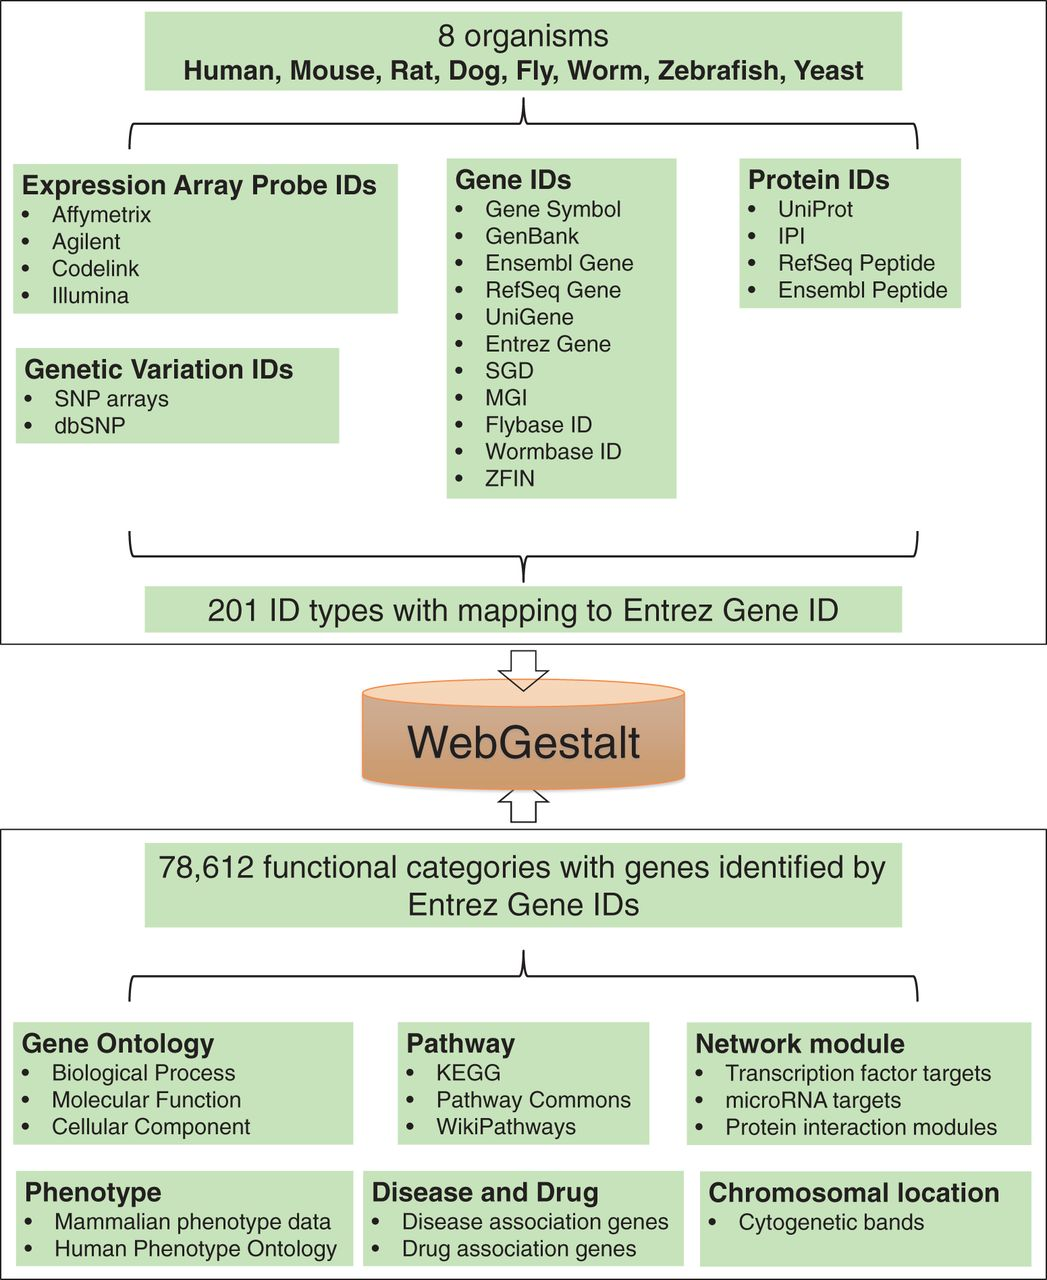 8 organisms
Human, Mouse, Rat, Dog, Fly, Worm, Zebrafish, Yeast
Expression Array Probe IDs
• Affymetrix
• Agilent
• Codelink
• Illumina
Genetic Variation IDs
• SNP arrays
• dbSNP
Gene IDs
• Gene Symbol
• GenBank
• Ensembl Gene
• RefSeq Gene
• UniGene
• Entrez Gene
• SGD
• MGI
• Flybase ID
• Wormbase ID
• ZFIN
Protein IDs
• UniProt
• IPI
• RefSeq Peptide
• Ensembl Peptide
201 ID types with mapping to Entrez Gene ID
WebGestalt
78,612 functional categories with genes identified by
Entrez Gene IDs
Gene Ontology
• Biological Process
• Molecular Function
• Cellular Component
Pathway
• KEGG
• Pathway Commons
• WikiPathways
Network module
• Transcription factor targets
• microRNA targets
• Protein interaction modules
Phenotype
• Mammalian phenotype data
• Human Phenotype Ontology
Disease and Drug
• Disease association genes
• Drug association genes
Chromosomal location
• Cytogenetic bands